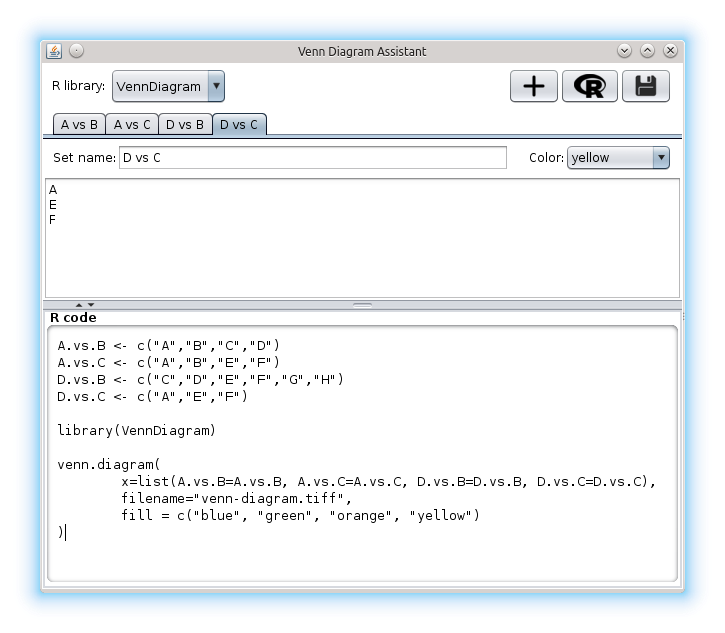 Venn Diagram Assistant
R library: VennDiagram
R
A vs B A vs C D vs B D vs C
Set name: D vs C Color: yellow
A
E
F
R code
A.vs.B <- c("A","B","C","D")
A.vs.C <- c("A","B","E","F")
D.vs.B <- c("C","D","E","F","G","H")
D.vs.C <- c("A","E","F")
library(VennDiagram)
venn.diagram(
x=list(A.vs.B=A.vs.B, A.vs.C=A.vs.C, D.vs.B=D.vs.B, D.vs.C=D.vs.C),
filename="venn-diagram.tiff",
fill = c("blue", "green", "orange", "yellow")
)